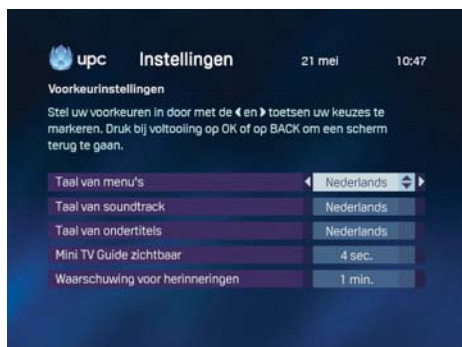 upc Instellingen 21 mei 10:47
Voorkeurinstellingen
Stel uw voorkeuren in door met de ◀ en ▶ toetsen uw keuzes te
markeren. Druk bij voltooiing op OK of op BACK om een scherm
terug te gaan.
Taal van menu's Nederlands
Taal van soundtrack Nederlands
Taal van ondertitels Nederlands
Mini TV Guide zichtbaar 4 sec.
Waarschuwing voor herinneringen 1 min.